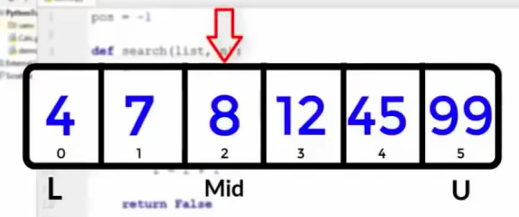 pos = -1
def search(list, n):
4 7 8 12 45 99
0 1 2 3 4 5
L Mid U
return False